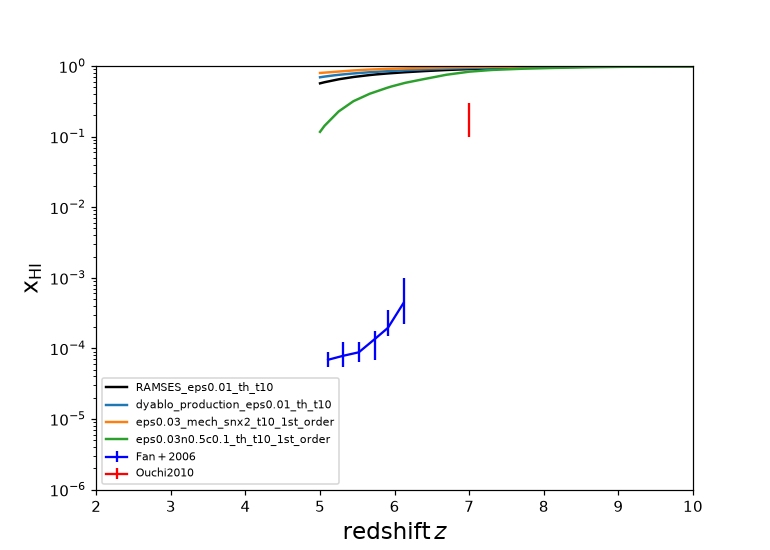 10⁰
10⁻¹
10⁻²
10⁻³
10⁻⁴
10⁻⁵
10⁻⁶
x_HI
RAMSES_eps0.01_th_t10
dyablo_production_eps0.01_th_t10
eps0.03_mech_snx2_t10_1st_order
eps0.03n0.5c0.1_th_t10_1st_order
Fan+2006
Ouchi2010
2 3 4 5 6 7 8 9 10
redshift z